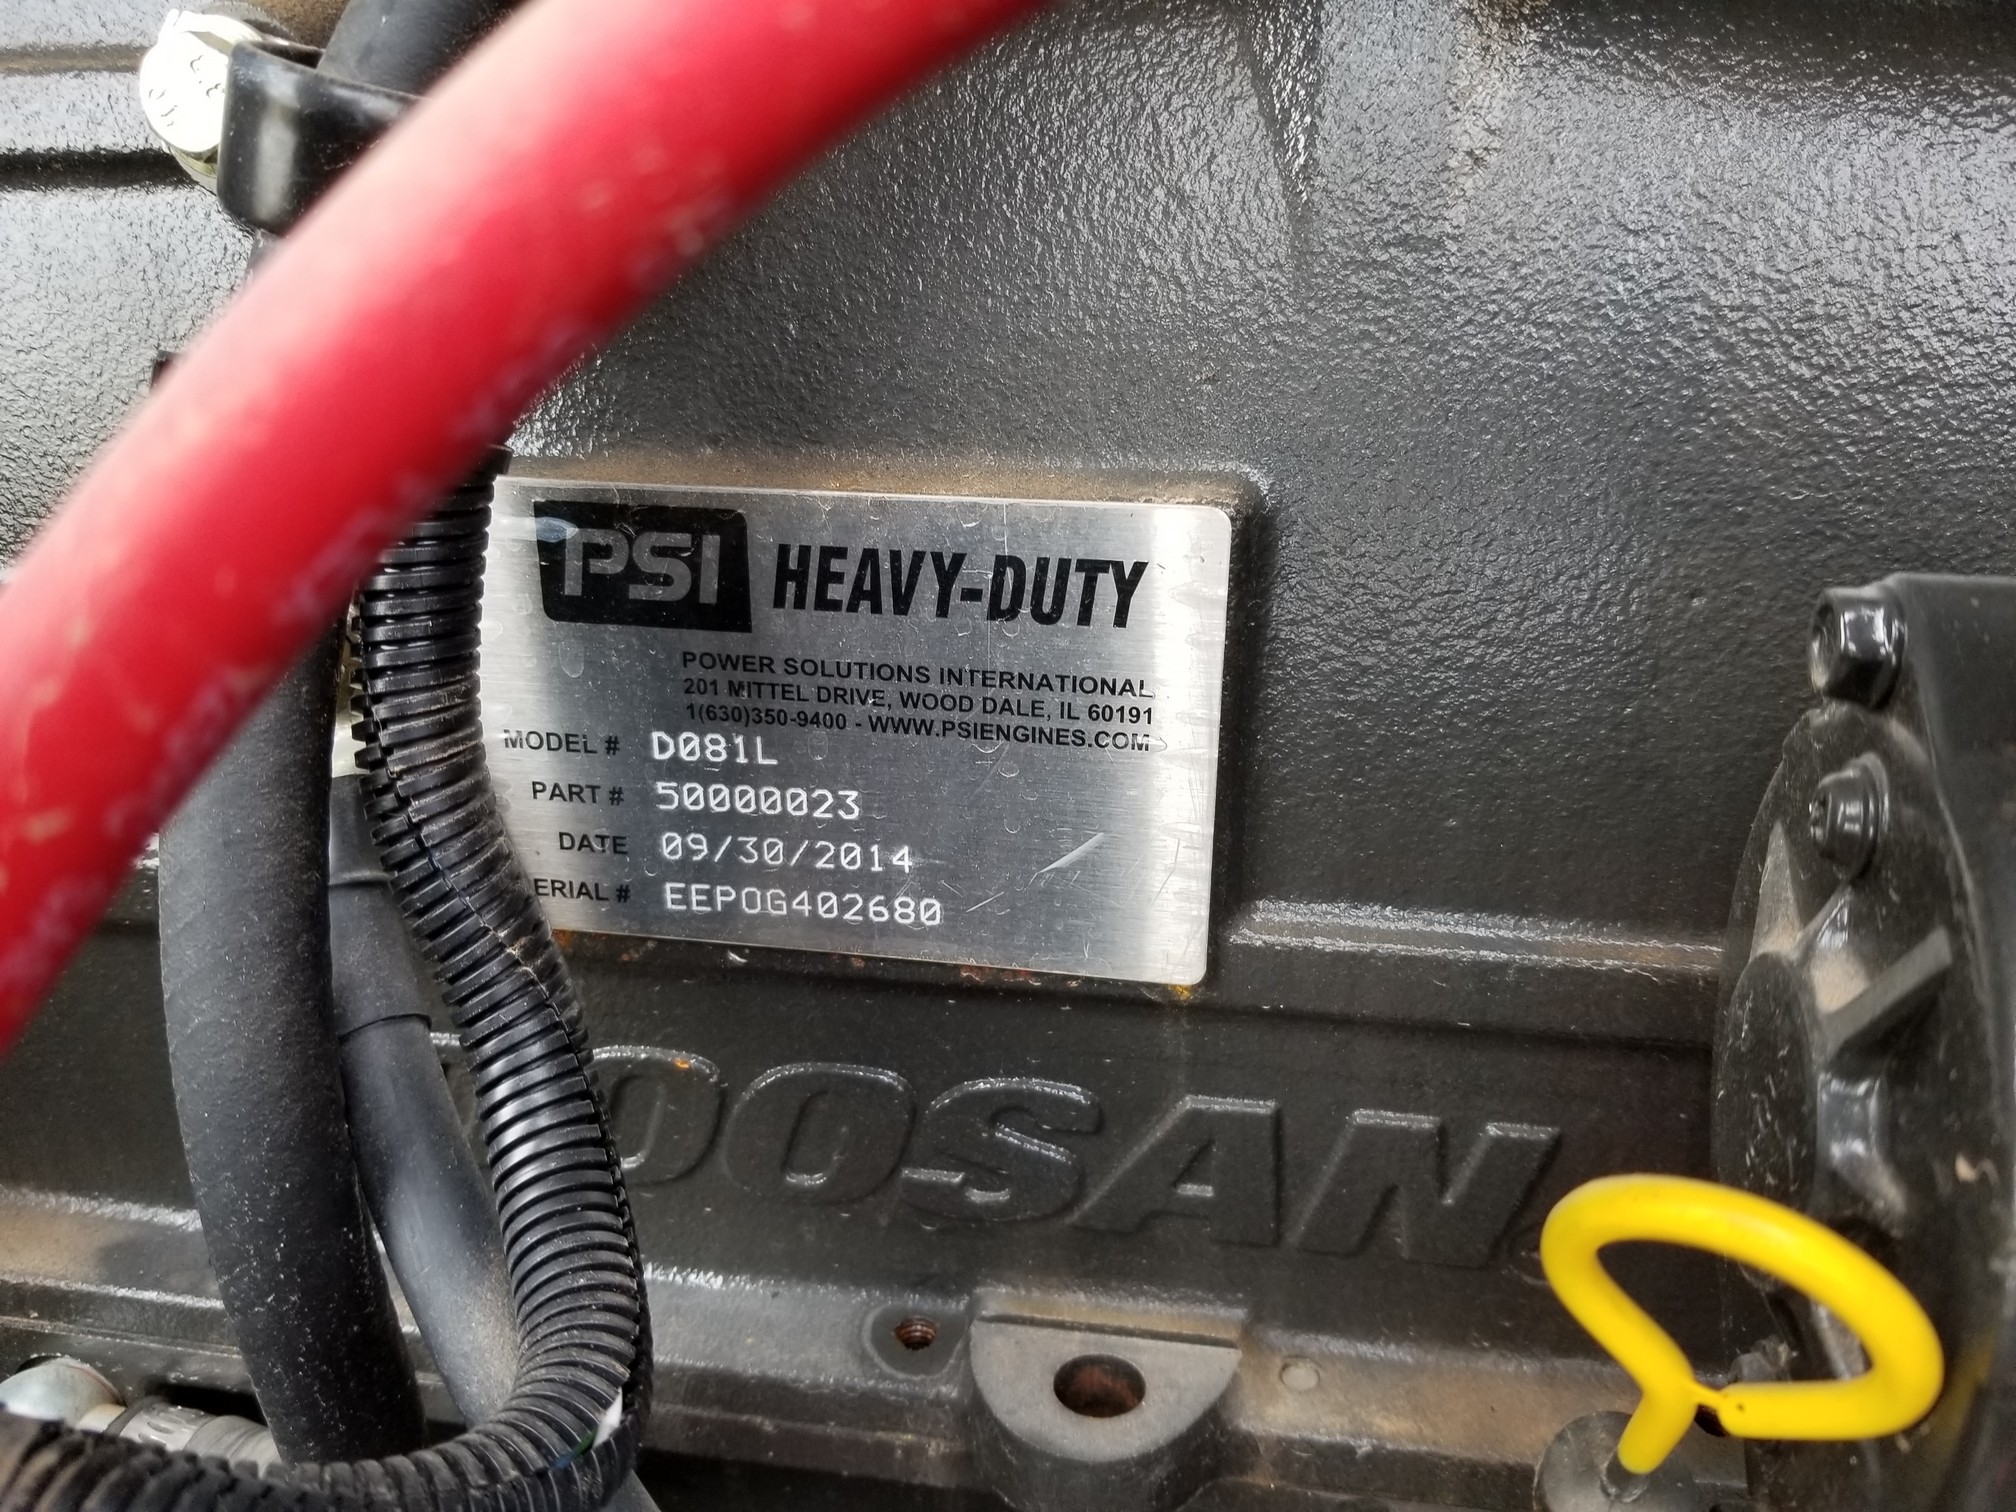 PSI HEAVY-DUTY
POWER SOLUTIONS INTERNATIONAL
201 MITTEL DRIVE, WOOD DALE, IL 60191
1(630)350-9400 - WWW.PSIENGINES.COM
MODEL # D081L
PART # 50000023
DATE 09/30/2014
ERIAL # EEPOG402680
OOSAN